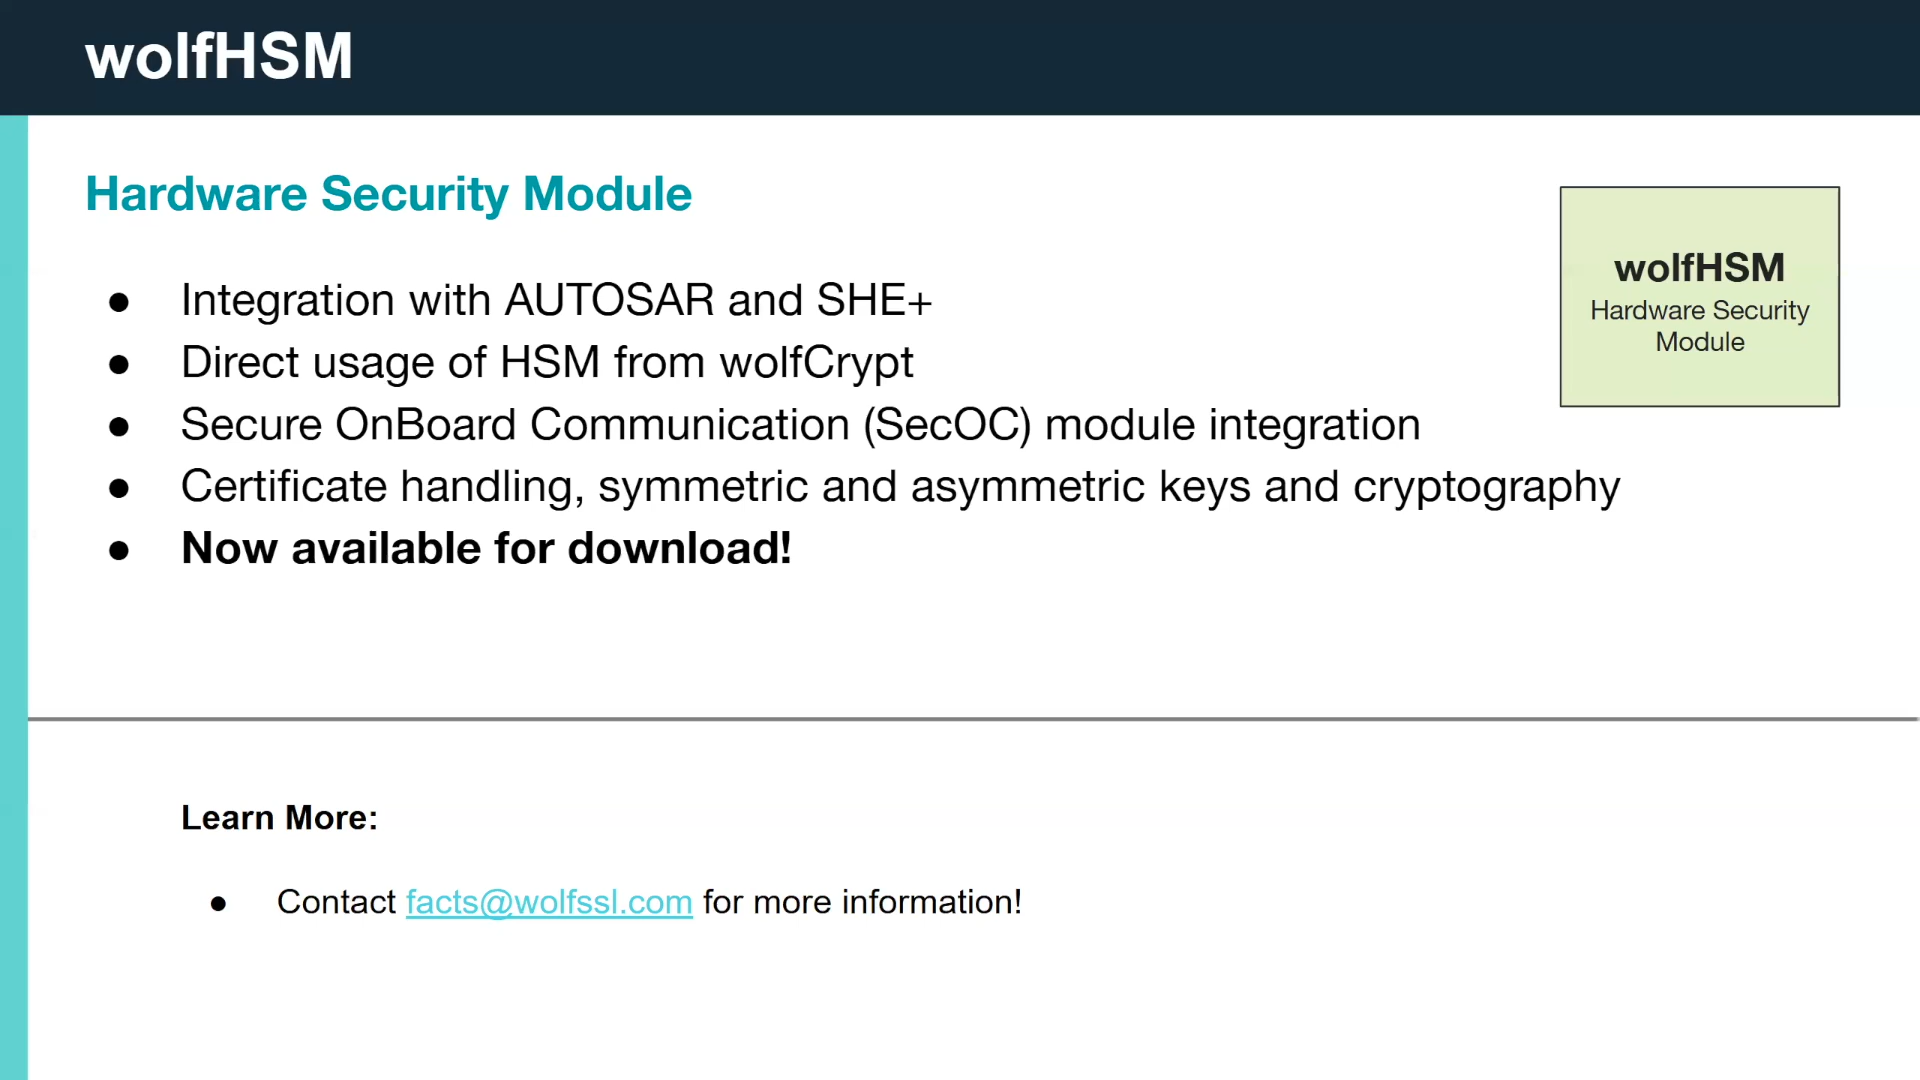 wolfHSM
Hardware Security Module
● Integration with AUTOSAR and SHE+
● Direct usage of HSM from wolfCrypt
● Secure OnBoard Communication (SecOC) module integration
● Certificate handling, symmetric and asymmetric keys and cryptography
● Now available for download!
wolfHSM
Hardware Security
Module
Learn More:
● Contact facts@wolfssl.com for more information!